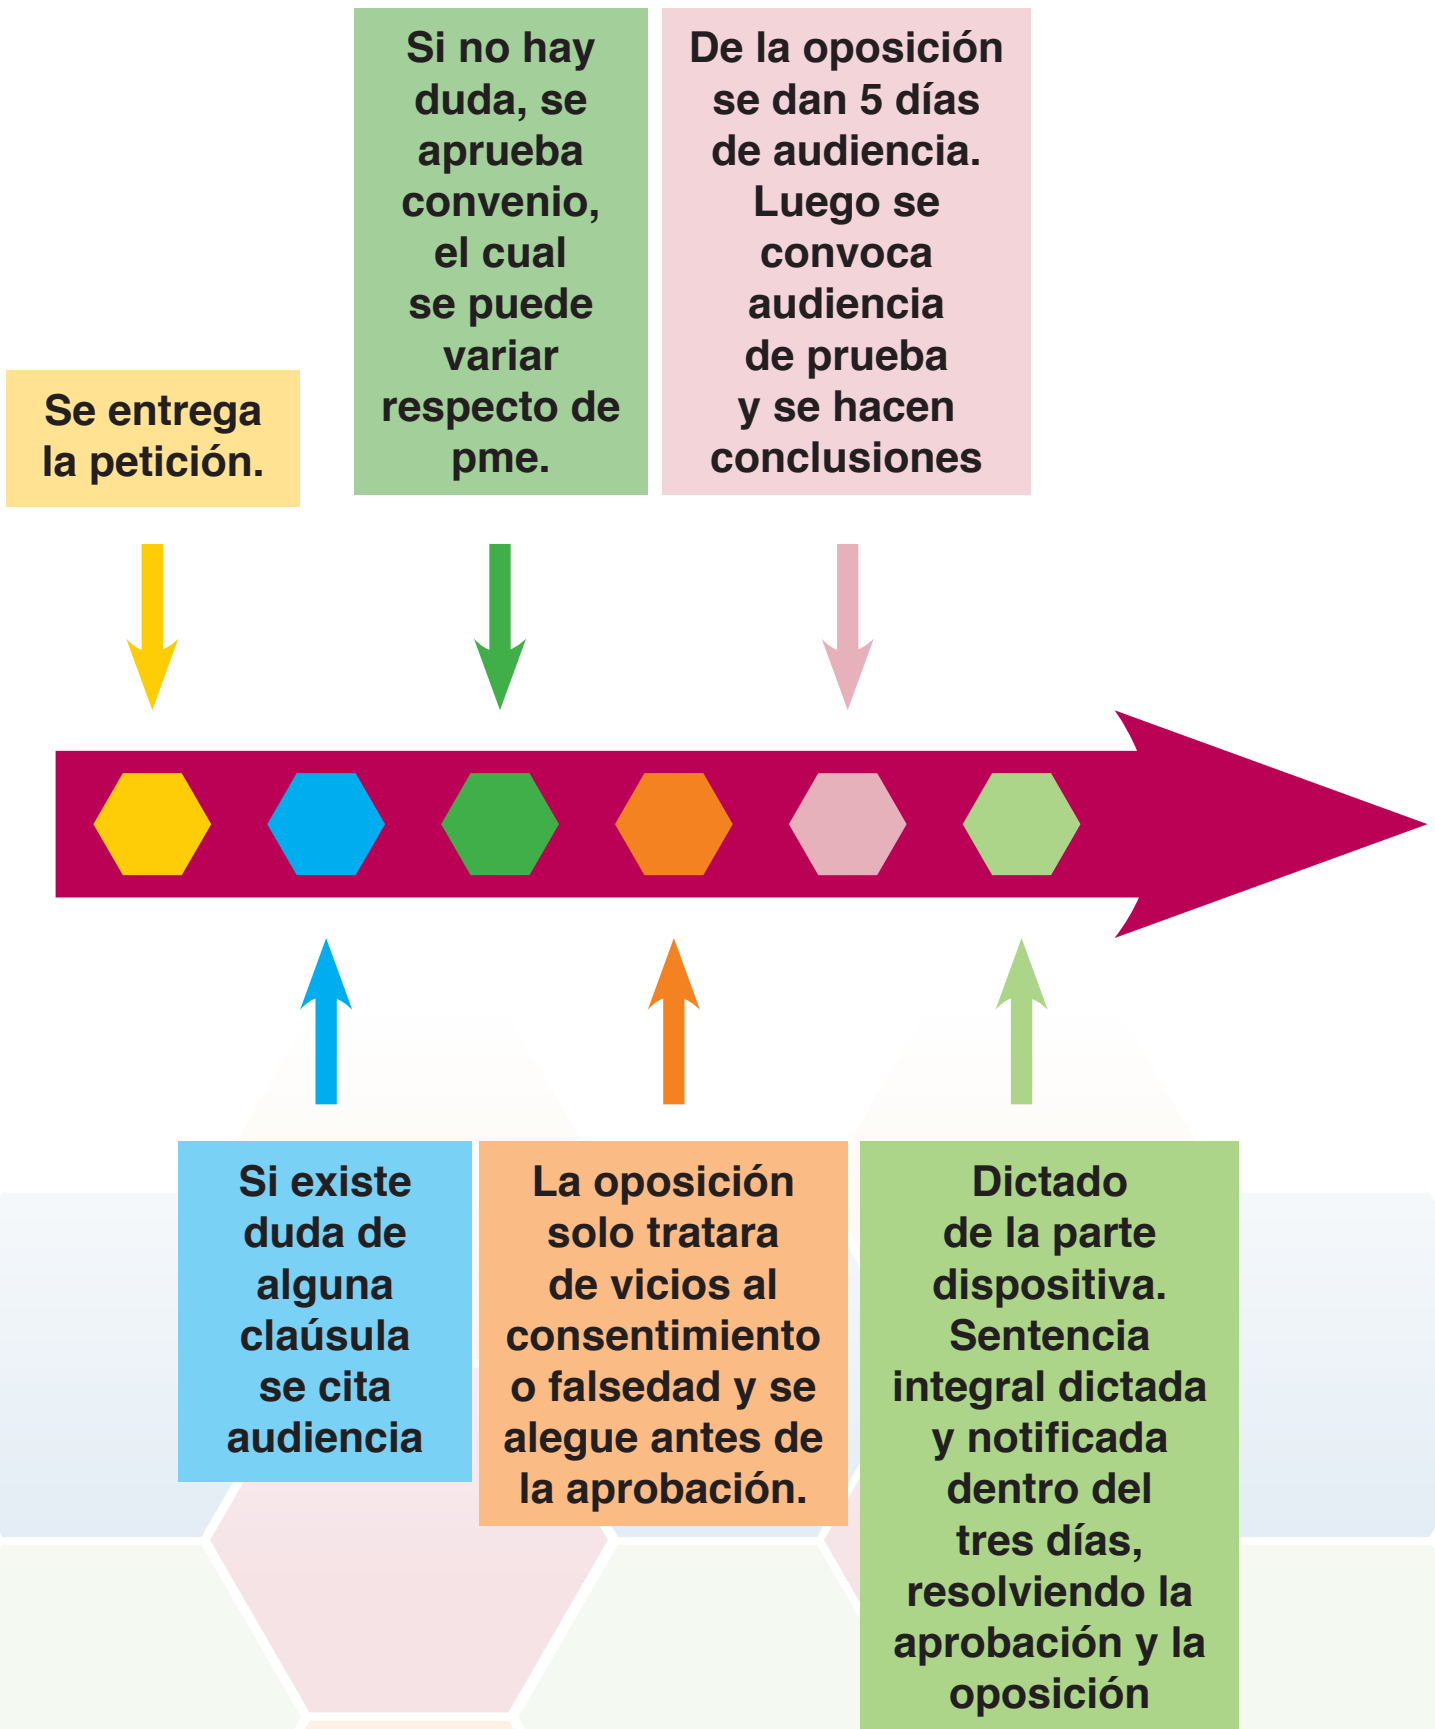 Se entrega
la petición.
Si existe
duda de
alguna
claúsula
se cita
audiencia
Si no hay
duda, se
aprueba
convenio,
el cual
se puede
variar
respecto de
pme.
La oposición
solo tratara
de vicios al
consentimiento
o falsedad y se
alegue antes de
la aprobación.
De la oposición
se dan 5 días
de audiencia.
Luego se
convoca
audiencia
de prueba
y se hacen
conclusiones
Dictado
de la parte
dispositiva.
Sentencia
integral dictada
y notificada
dentro del
tres días,
resolviendo la
aprobación y la
oposición